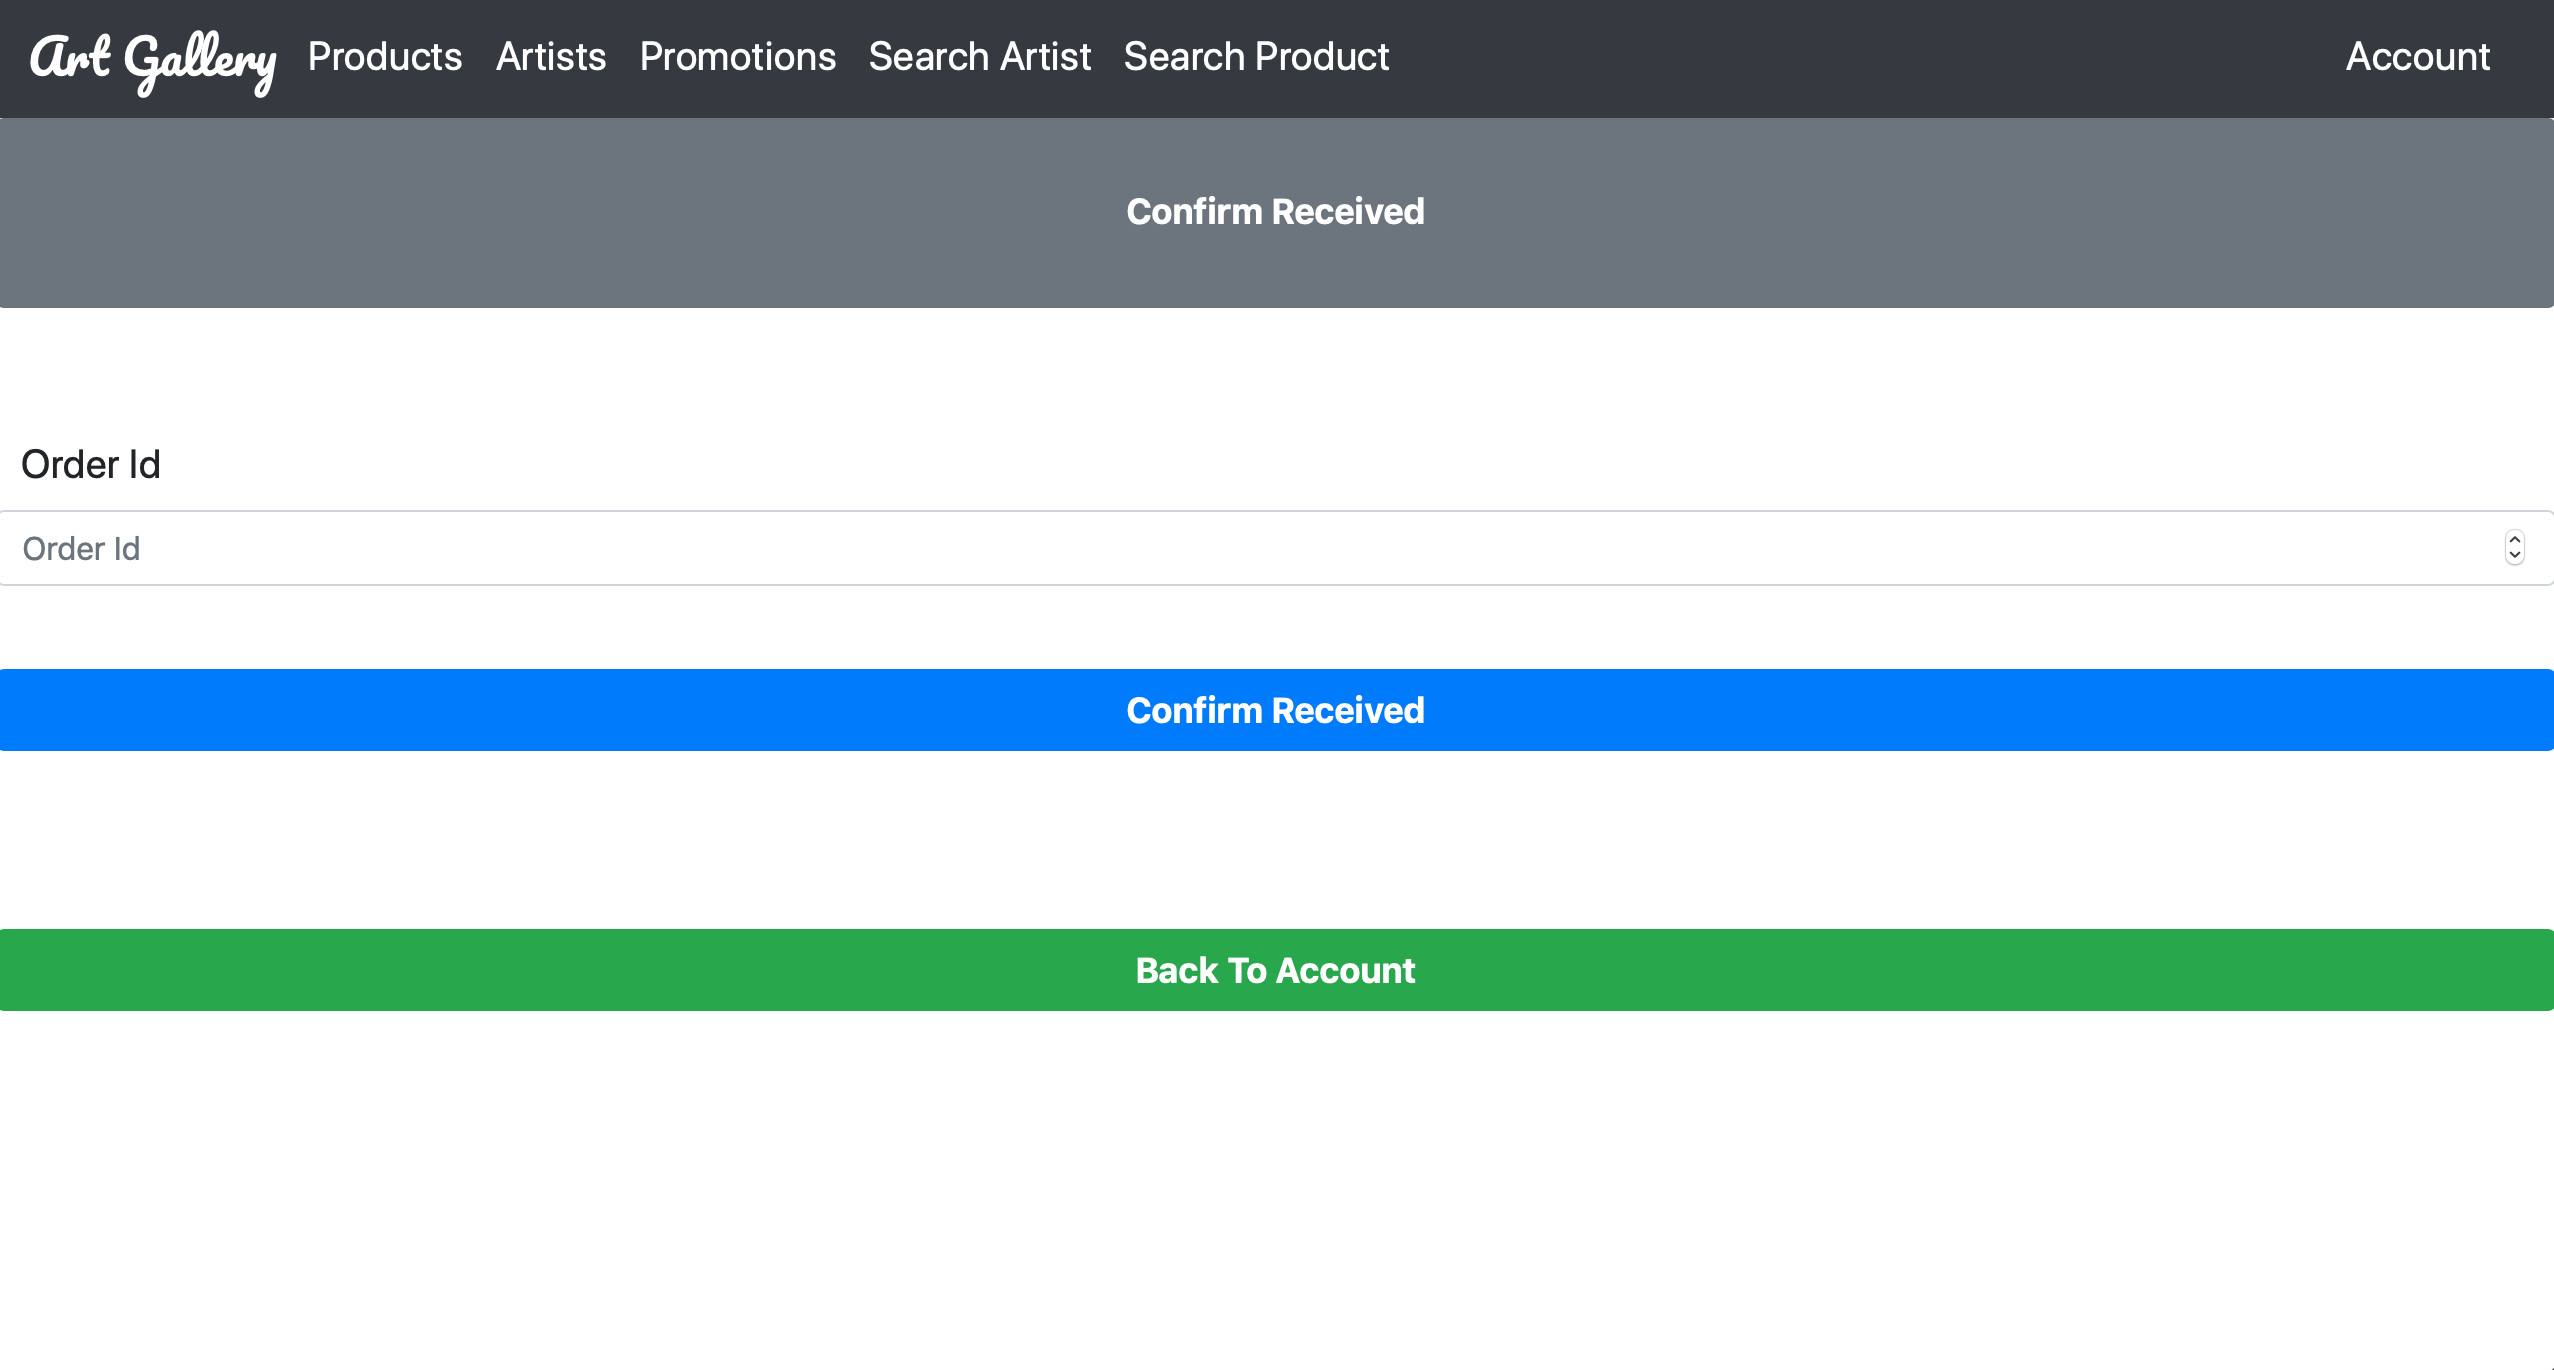 Art Gallery Products Artists Promotions Search Artist Search Product Account
Confirm Received
Order Id
Order Id
Confirm Received
Back To Account